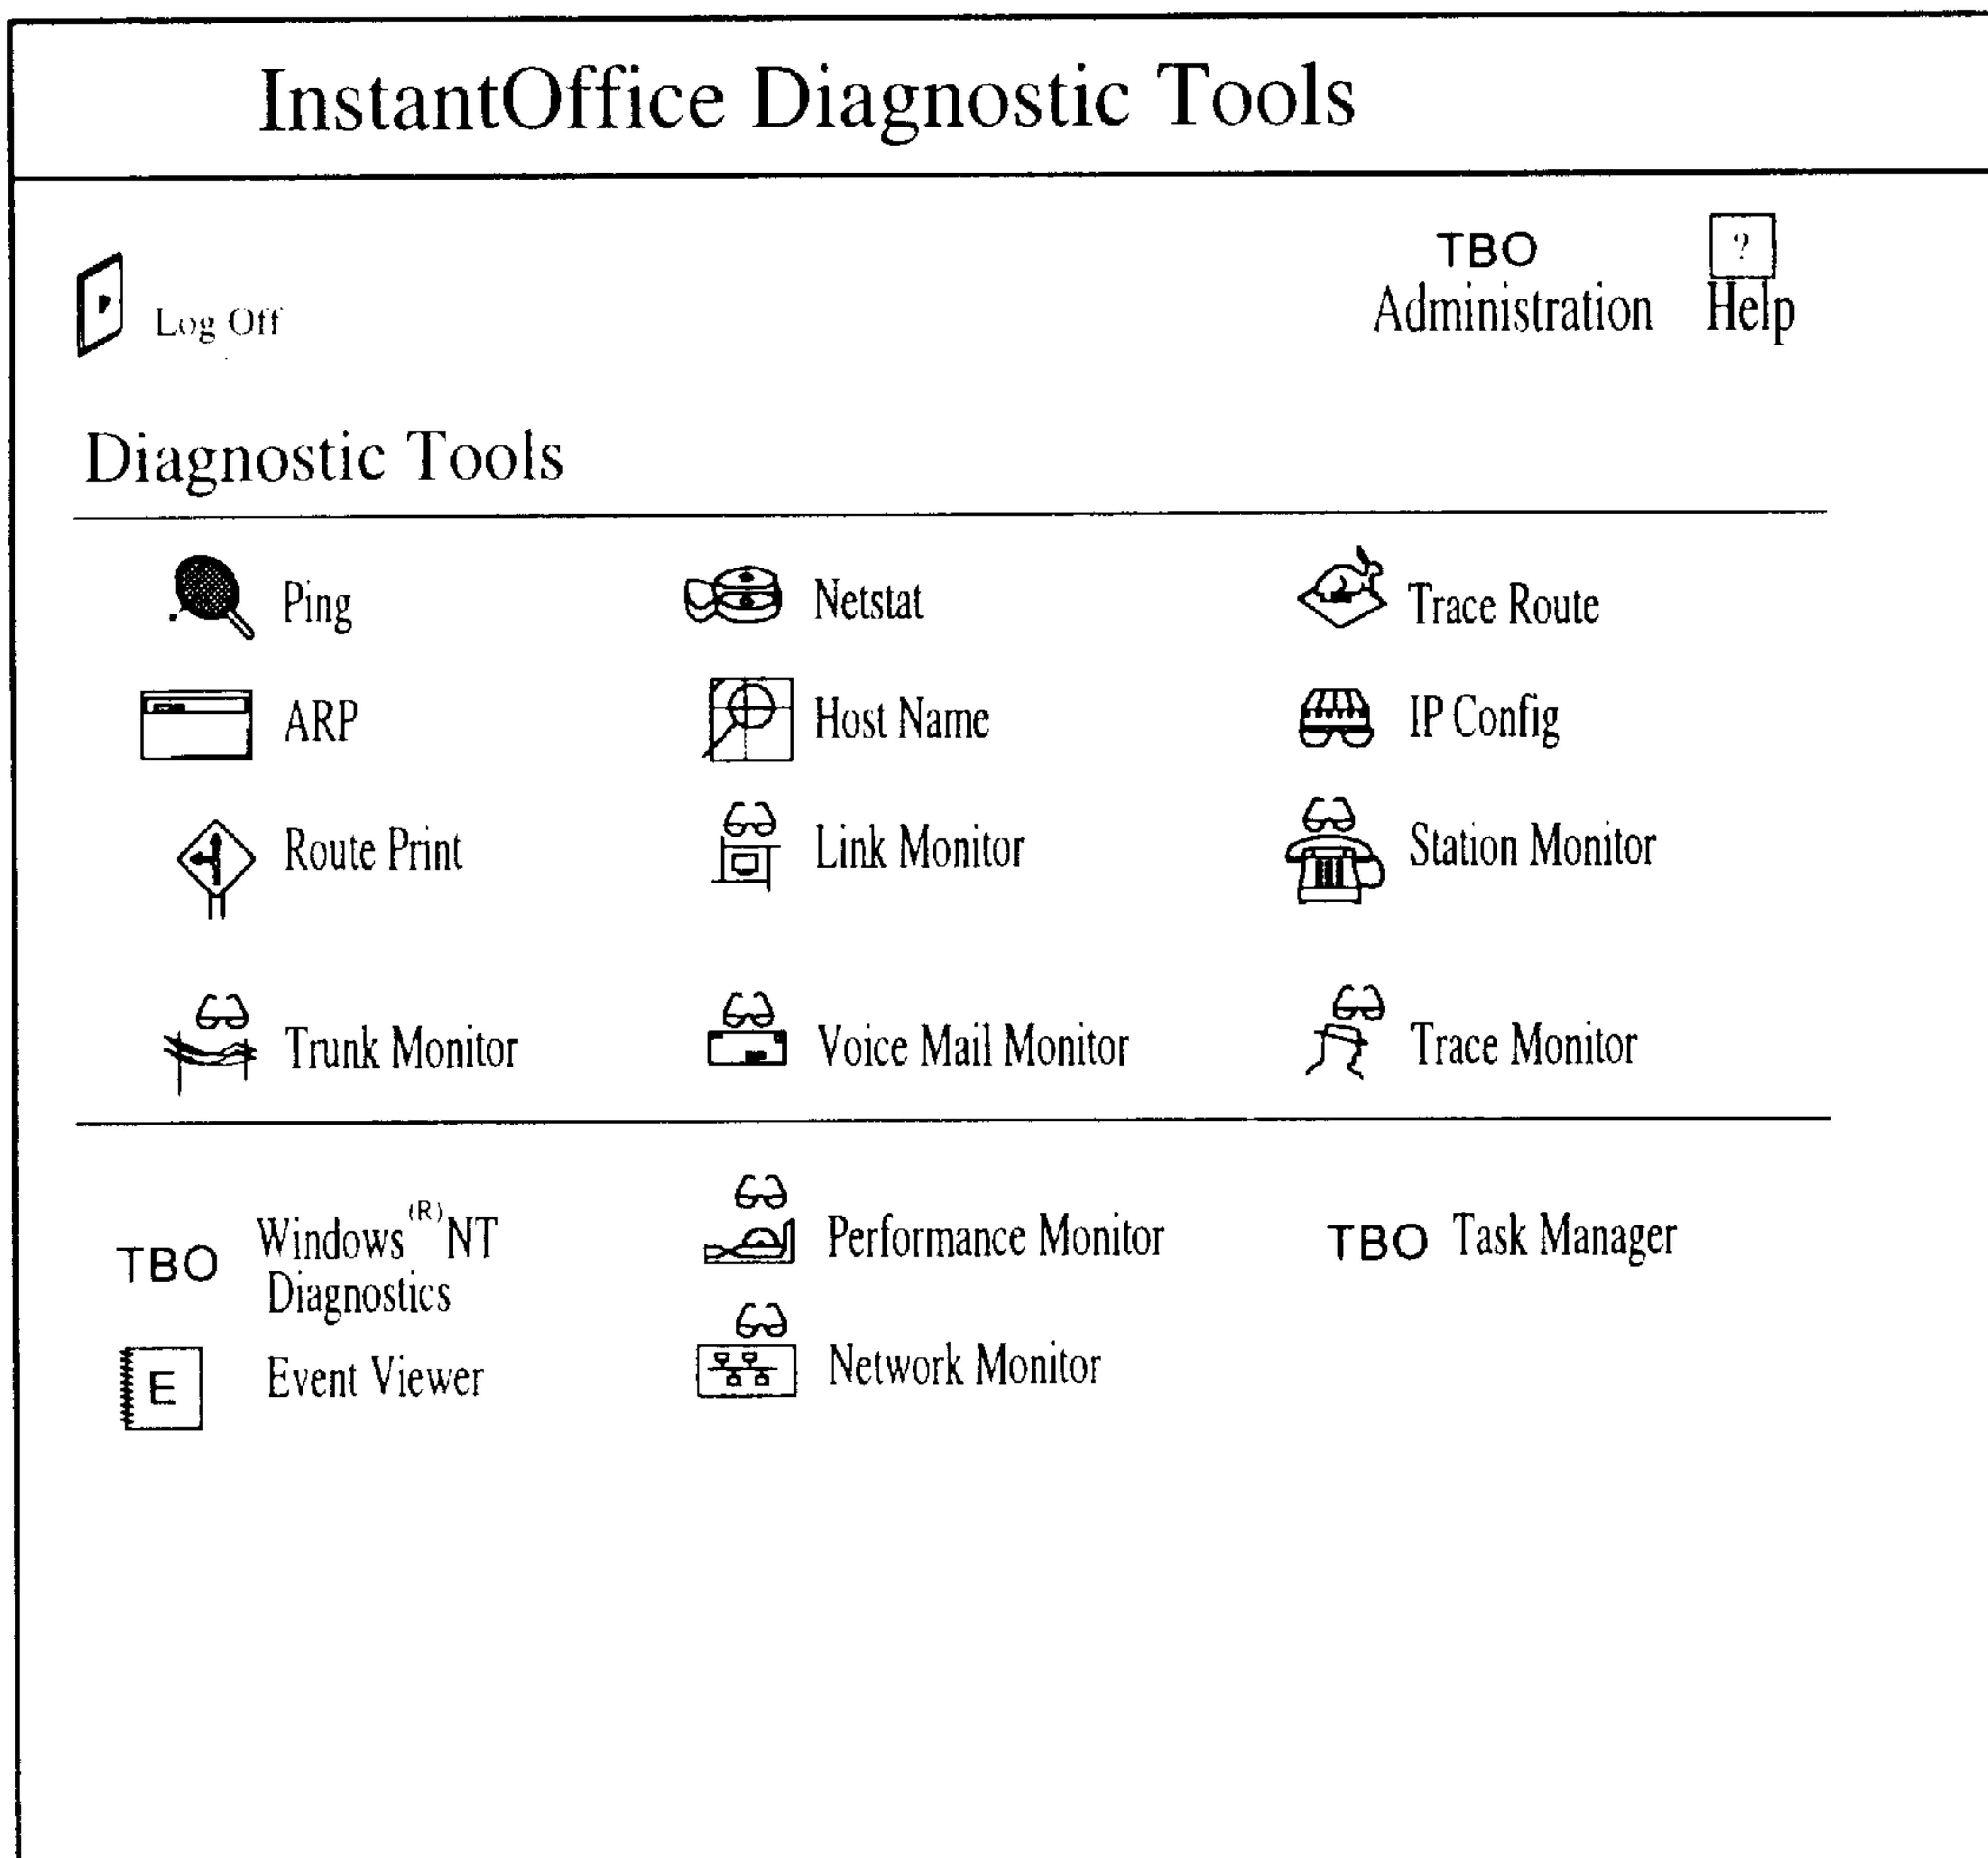 InstantOffice Diagnostic Tools
Log Off
TBO
Administration
?
Help
Diagnostic Tools
Ping
Netstat
Trace Route
ARP
Host Name
IP Config
Route Print
Link Monitor
Station Monitor
Trunk Monitor
Voice Mail Monitor
Trace Monitor
TBO
Windows(R) NT
Diagnostics
Performance Monitor
TBO Task Manager
E
Event Viewer
Network Monitor